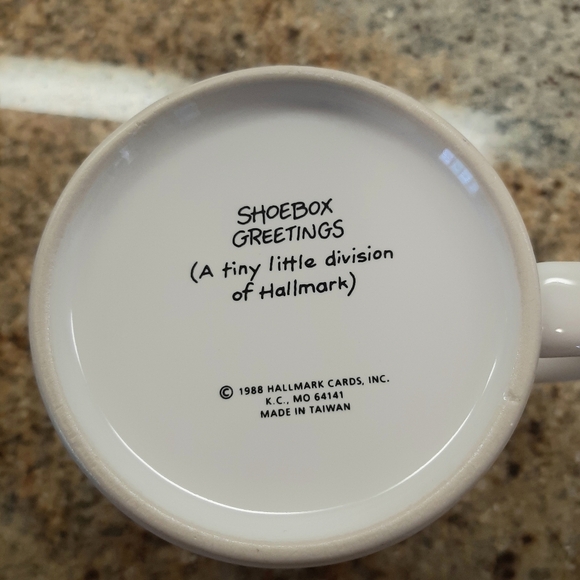 SHOEBOX
GREETINGS
(A tiny little division
of Hallmark)
© 1988 HALLMARK CARDS, INC.
K.C., MO 64141
MADE IN TAIWAN